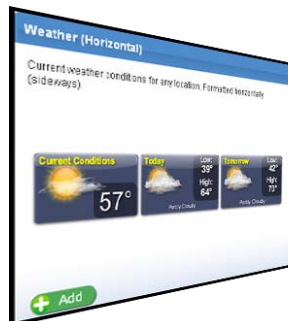 Weather (Horizontal)
Current weather conditions for any location. Formatted horizontally
(sideways).
Current Conditions
57°
Today
Low:
39°
High:
64°
Partly Cloudy
Tomorrow
Low:
42°
High:
73°
Partly Cloudy
Add